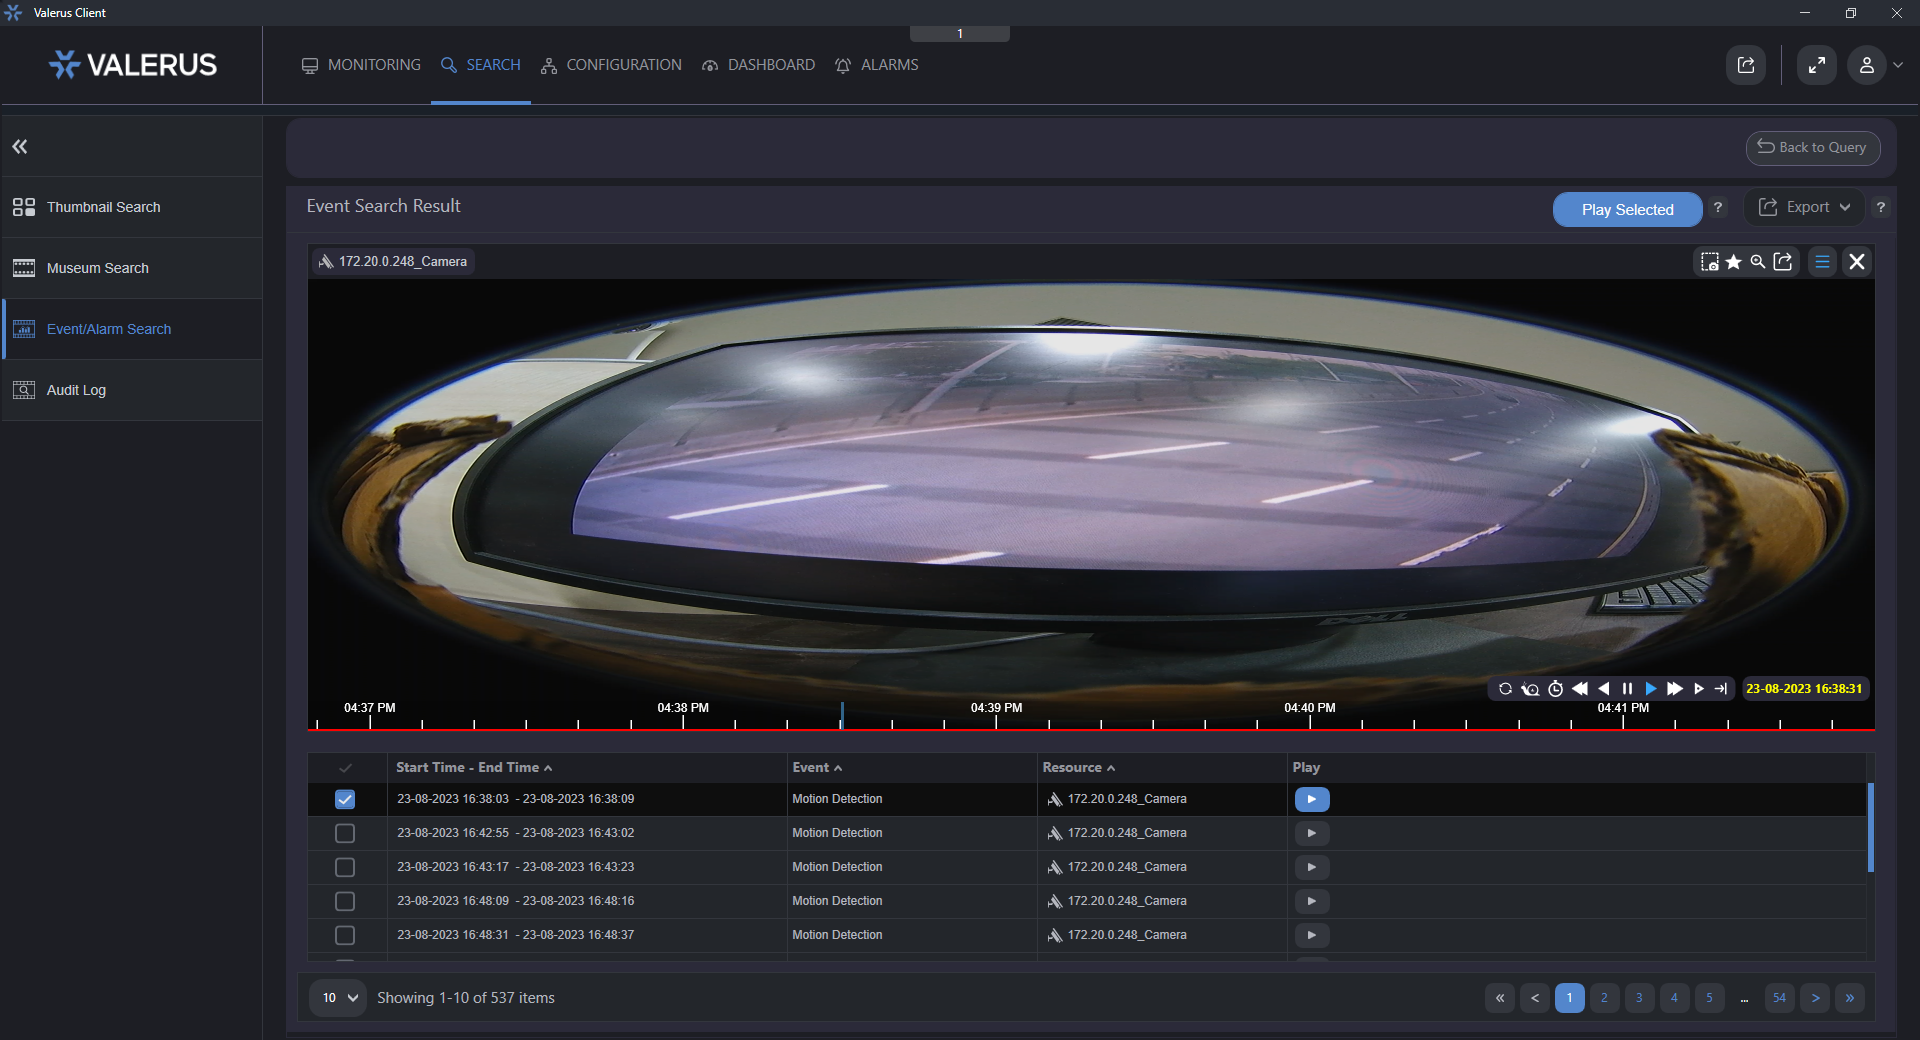 Valerus Client
1
VALERUS
MONITORING SEARCH CONFIGURATION DASHBOARD ALARMS
Back to Query
Thumbnail Search
Museum Search
Event/Alarm Search
Audit Log
Event Search Result
Play Selected ? Export ?
172.20.0.248_Camera
DELL
23-08-2023 16:38:31
04:37 PM 04:38 PM 04:39 PM 04:40 PM 04:41 PM
Start Time - End Time Event Resource Play
23-08-2023 16:38:03 - 23-08-2023 16:38:09 Motion Detection 172.20.0.248_Camera
23-08-2023 16:42:55 - 23-08-2023 16:43:02 Motion Detection 172.20.0.248_Camera
23-08-2023 16:43:17 - 23-08-2023 16:43:23 Motion Detection 172.20.0.248_Camera
23-08-2023 16:48:09 - 23-08-2023 16:48:16 Motion Detection 172.20.0.248_Camera
23-08-2023 16:48:31 - 23-08-2023 16:48:37 Motion Detection 172.20.0.248_Camera
10 Showing 1-10 of 537 items
« < 1 2 3 4 5 ... 54 > »